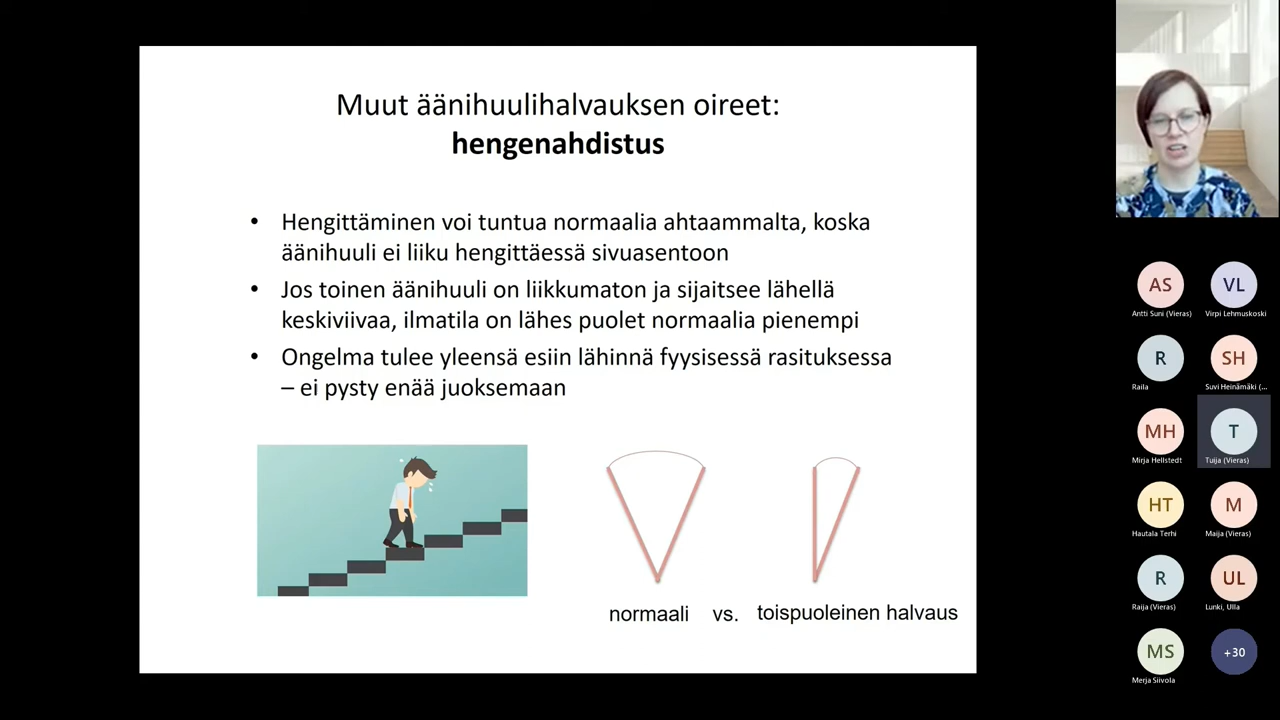 Muut äänihuulihalvauksen oireet:
hengenahdistus
• Hengittäminen voi tuntua normaalia ahtaammalta, koska
äänihuuli ei liiku hengittäessä sivuasentoon
• Jos toinen äänihuuli on liikkumaton ja sijaitsee lähellä
keskiviivaa, ilmatila on lähes puolet normaalia pienempi
• Ongelma tulee yleensä esiin lähinnä fyysisessä rasituksessa
– ei pysty enää juoksemaan
normaali vs. toispuoleinen halvaus
AS
Antti Suni (Vieras)
VL
Virpi Lehmuskoski
R
Raila
SH
Suvi Heinämäki (...
MH
Mirja Hellstedt
T
Tuija (Vieras)
HT
Hautala Terhi
M
Maija (Vieras)
R
Raija (Vieras)
UL
Lunki, Ulla
MS
Merja Siivola
+30